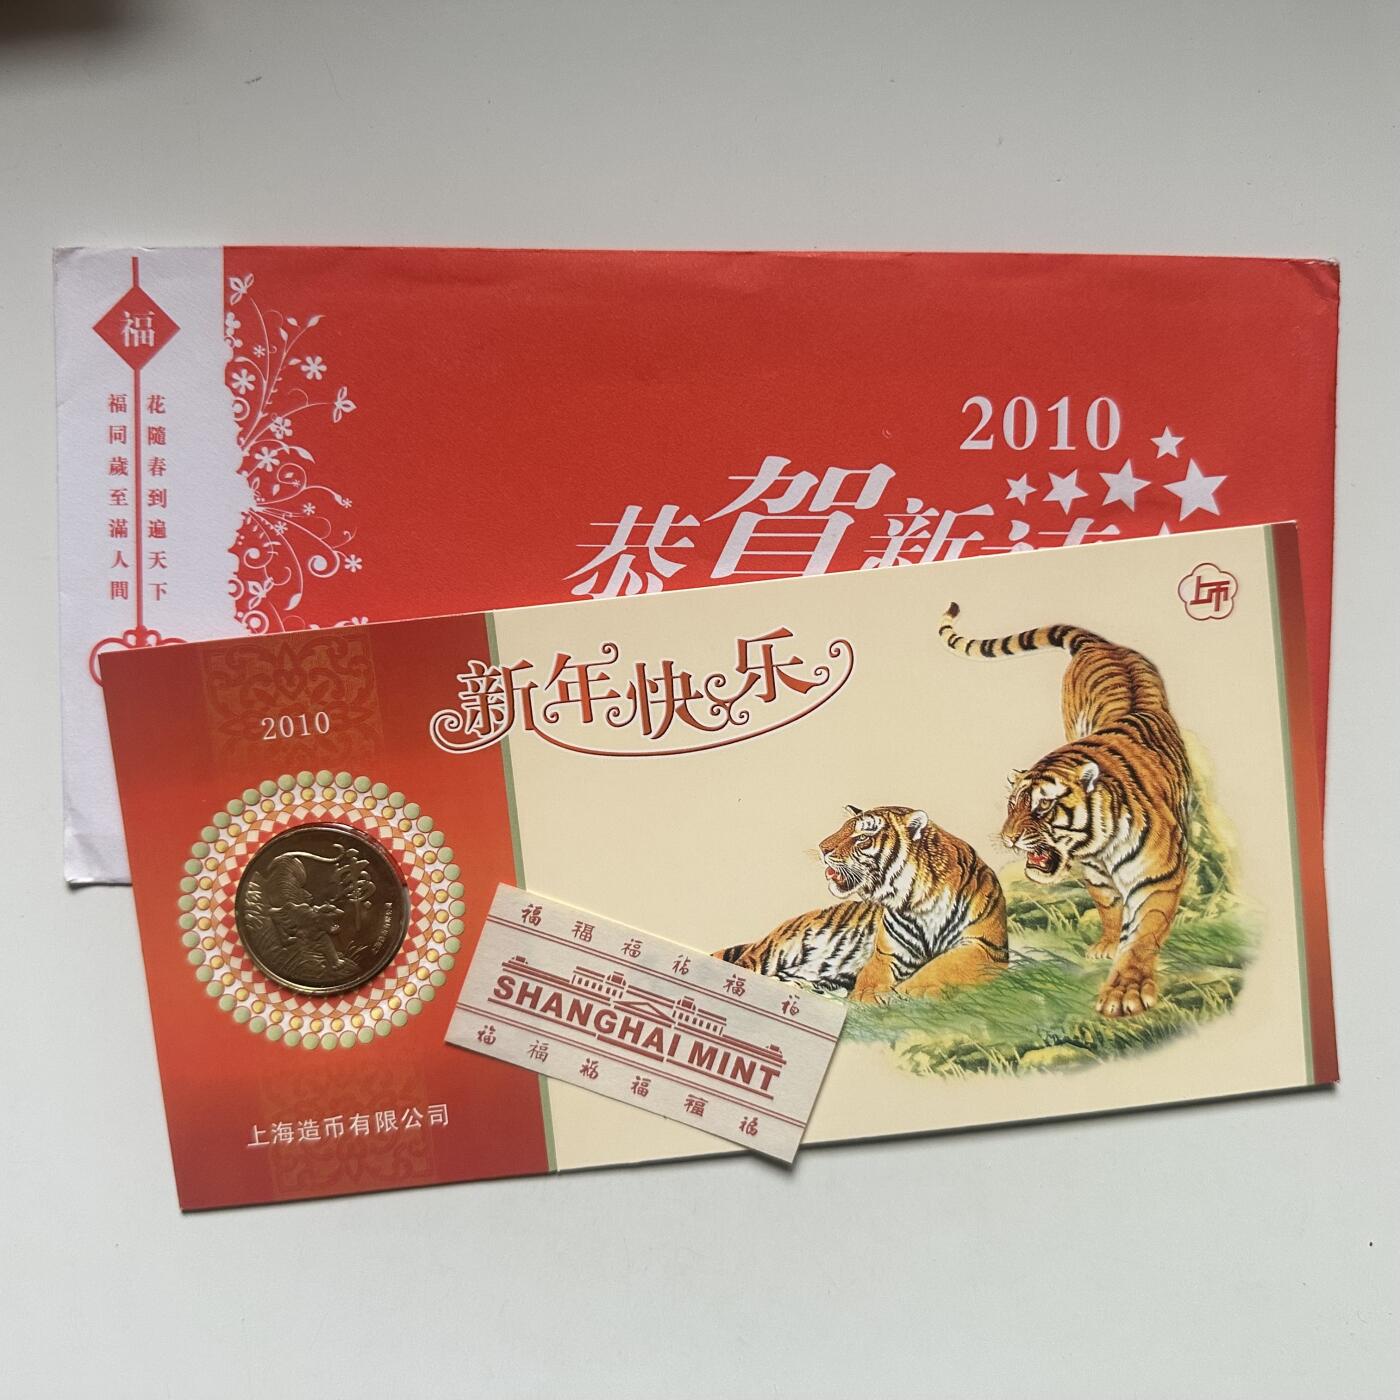 福
花隨春到遍天下
福同歲至滿人間
2010
恭賀新禧
新年快乐
2010
上币
上海造币有限公司
福 福 福 福 福 福
SHANGHAI MINT
福 福 福 福 福 福